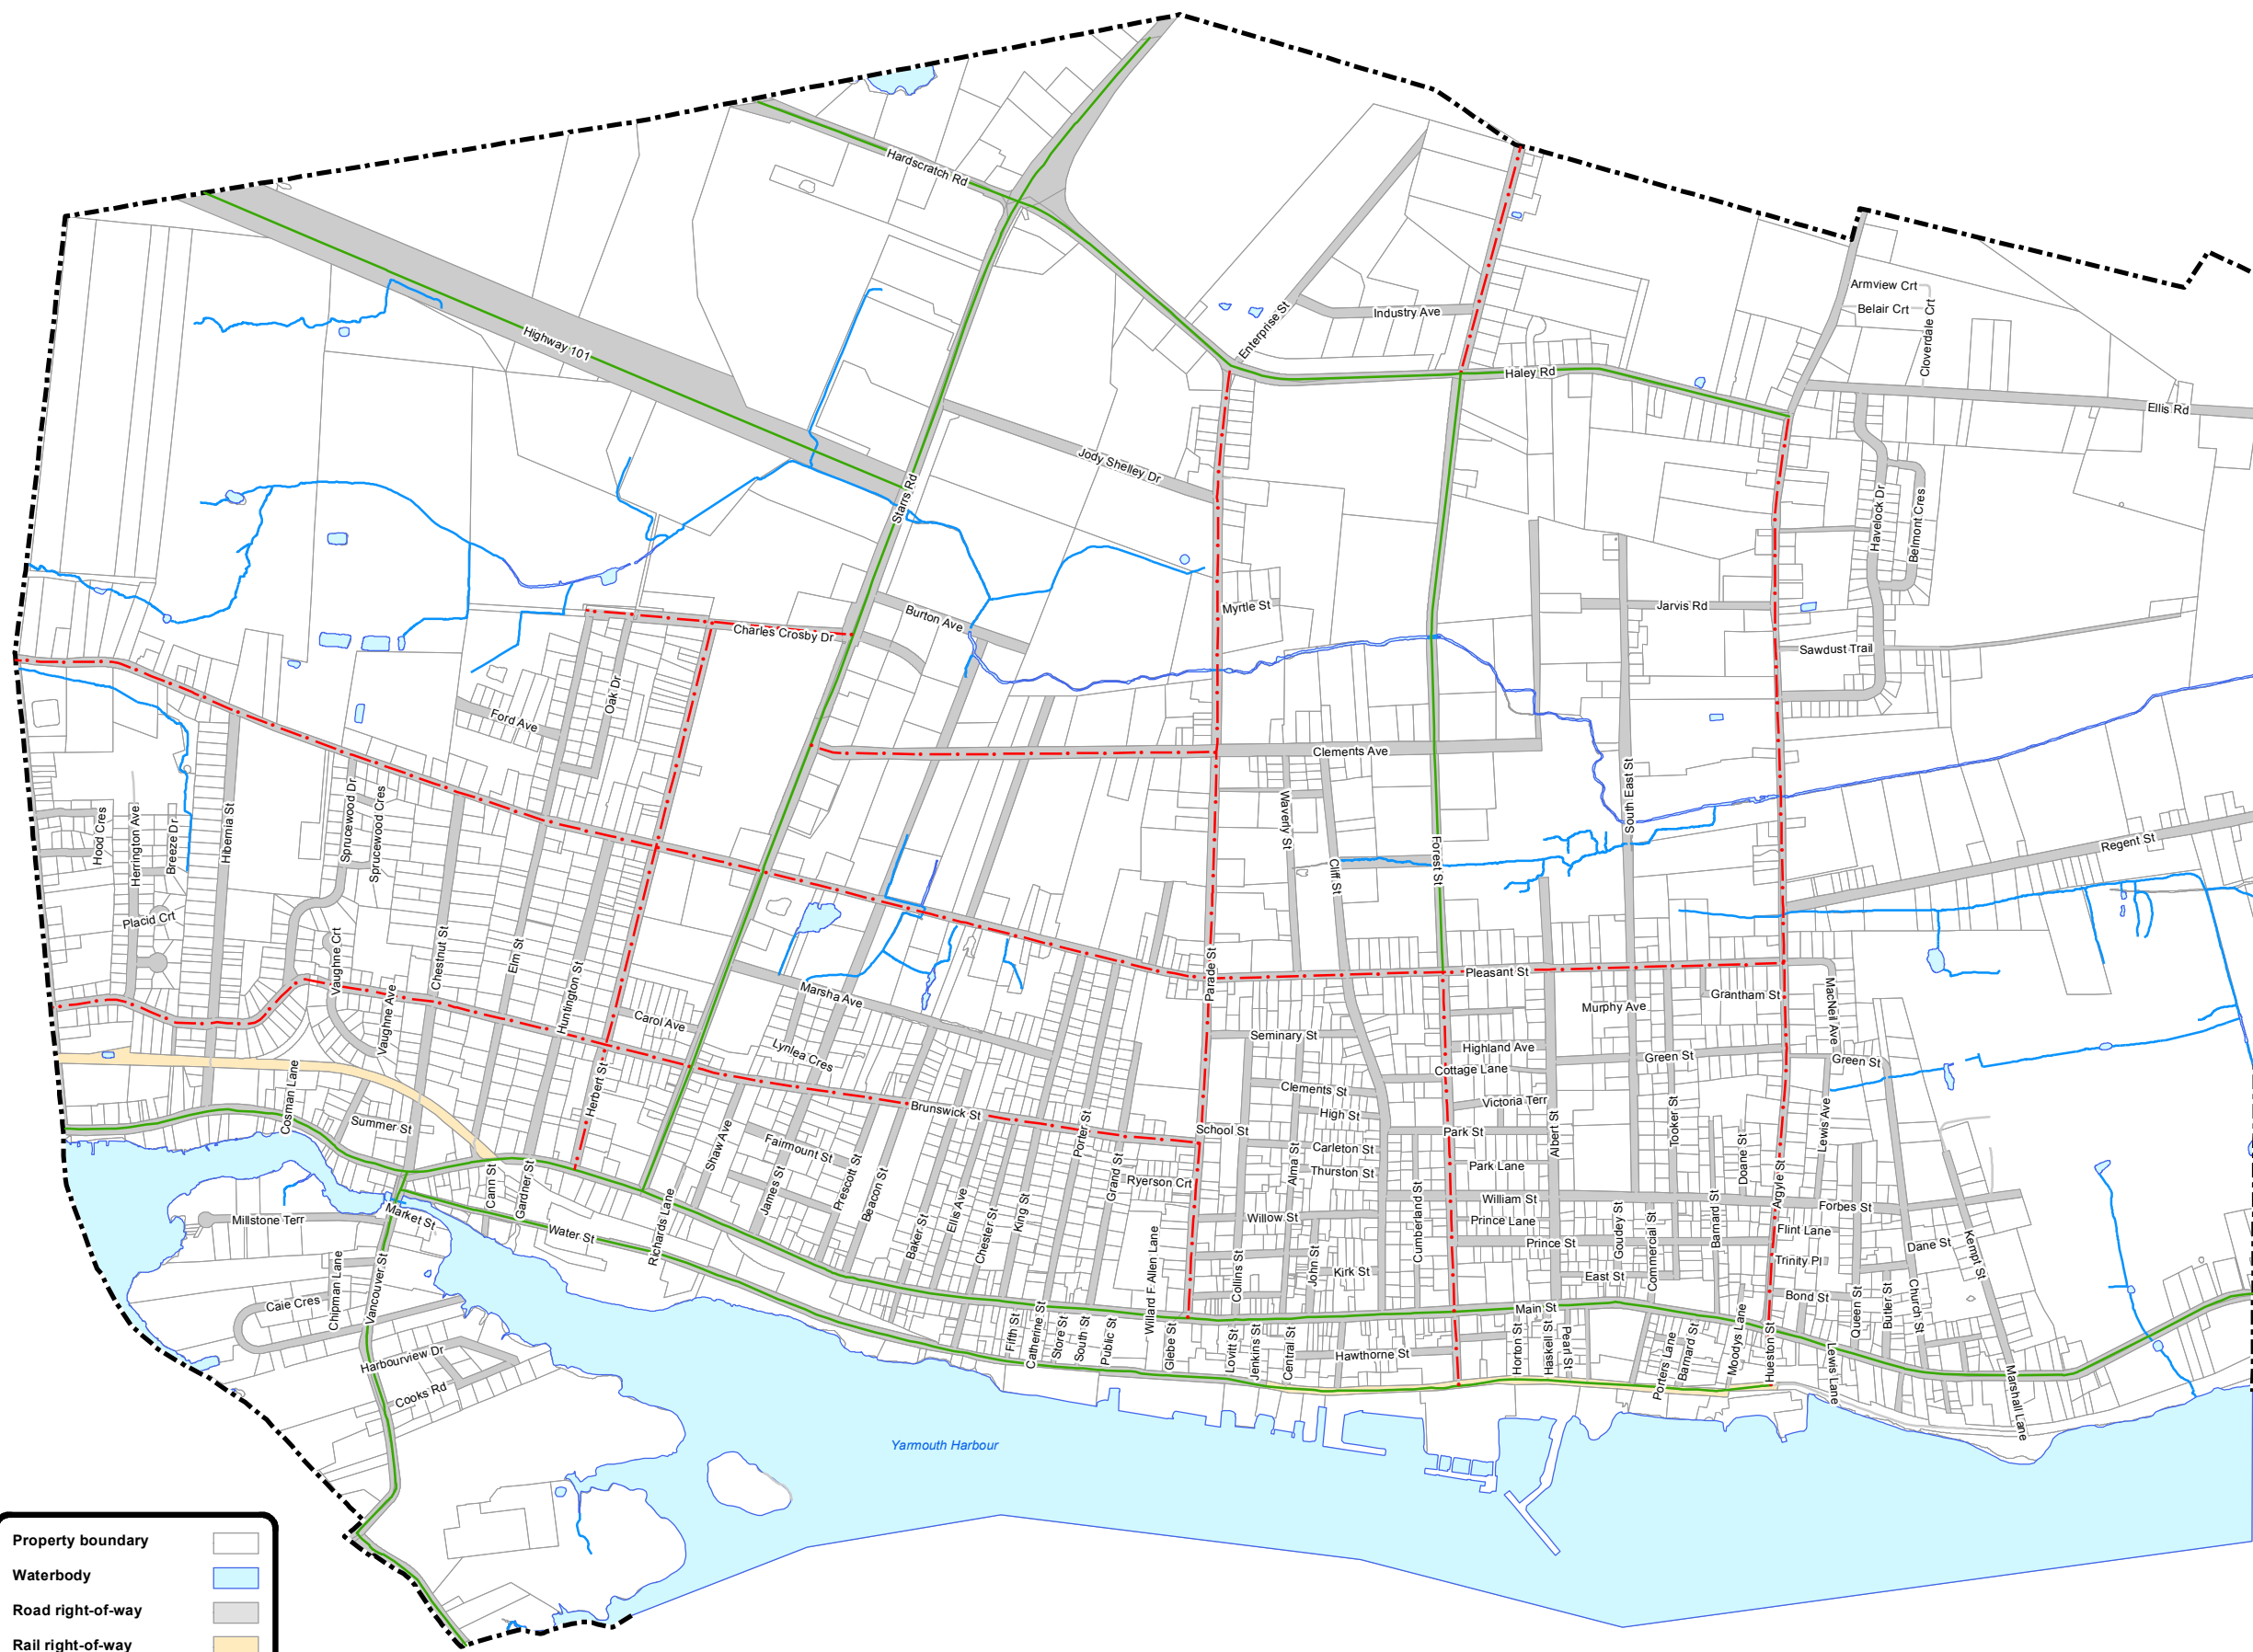 Hardscratch Rd
Highway 101
Starrs Rd
Enterprise St
Industry Ave
Haley Rd
Armview Crt
Belair Crt
Cloverdale Crt
Ellis Rd
Jody Shelley Dr
Havelock Dr
Belmont Cres
Burton Ave
Myrtle St
Jarvis Rd
Charles Crosby Dr
Sawdust Trail
Oak Dr
Ford Ave
Clements Ave
South East St
Waverly St
Hood Cres
Herrington Ave
Breeze Dr
Hibernia St
Sprucewood Dr
Sprucewood Cres
Cliff St
Forest St
Regent St
Placid Crt
Vaughne Crt
Chestnut St
Elm St
Huntington St
Parade St
Pleasant St
Marsha Ave
Murphy Ave
Grantham St
MacNeil Ave
Vaughne Ave
Carol Ave
Seminary St
Highland Ave
Green St
Green St
Lynlea Cres
Cottage Lane
Cosman Lane
Herbert St
Clements St
Victoria Terr
Brunswick St
High St
Summer St
School St
Park St
Albert St
Tooker St
Lewis Ave
Shaw Ave
Fairmount St
Porter St
Carleton St
Doane St
Thurston St
Park Lane
Alma St
Cann St
Gardner St
James St
Prescott St
Beacon St
Grand St
Ryerson Crt
Argyle St
William St
Forbes St
Millstone Terr
Market St
Richards Lane
Ellis Ave
King St
Willow St
Prince Lane
Cumberland St
Goudey St
Barnard St
Flint Lane
Water St
Baker St
Chester St
Prince St
Dane St
Kempt St
Vancouver St
Chipman Lane
Willard F. Allen Lane
Collins St
John St
Kirk St
East St
Commercial St
Trinity Pl
Caie Cres
Main St
Bond St
Queen St
Butler St
Church St
Harbourview Dr
Fifth St
Catherine St
Store St
South St
Public St
Glebe St
Lovitt St
Jenkins St
Central St
Hawthorne St
Horton St
Haskell St
Pearl St
Porters Lane
Barnard St
Moodys Lane
Hueston St
Lewis Lane
Marshall Lane
Cooks Rd
Yarmouth Harbour
Property boundary
Waterbody
Road right-of-way
Rail right-of-way